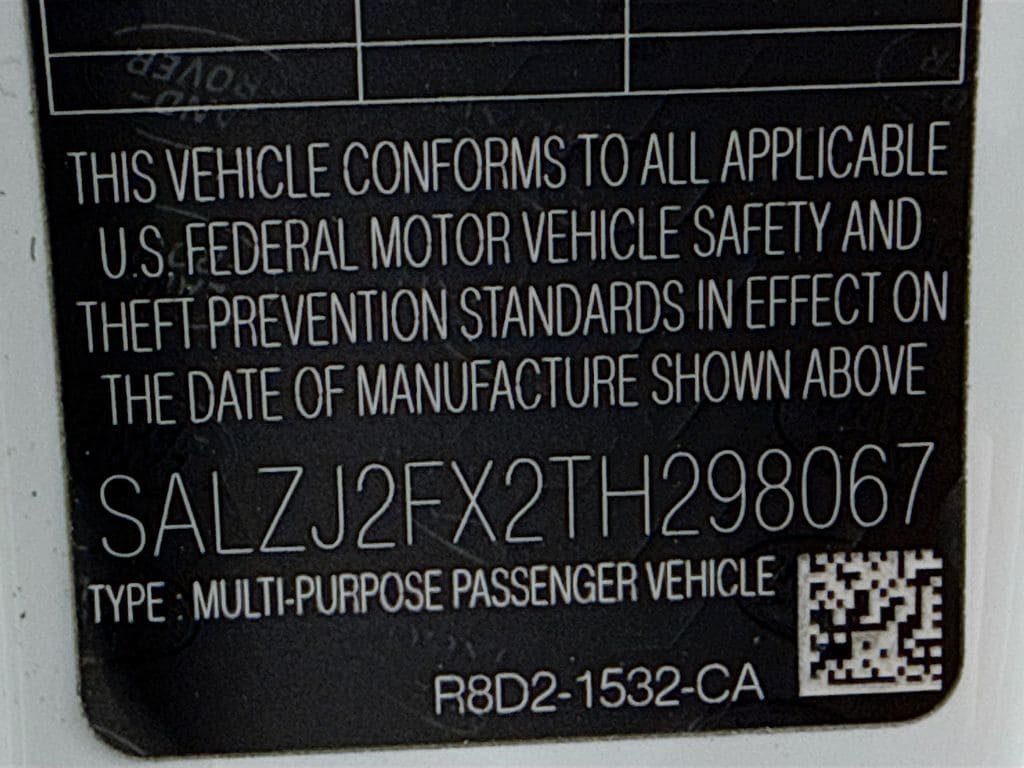 THIS VEHICLE CONFORMS TO ALL APPLICABLE
U.S. FEDERAL MOTOR VEHICLE SAFETY AND
THEFT PREVENTION STANDARDS IN EFFECT ON
THE DATE OF MANUFACTURE SHOWN ABOVE
SALZJ2FX2TH298067
TYPE : MULTI-PURPOSE PASSENGER VEHICLE
R8D2-1532-CA